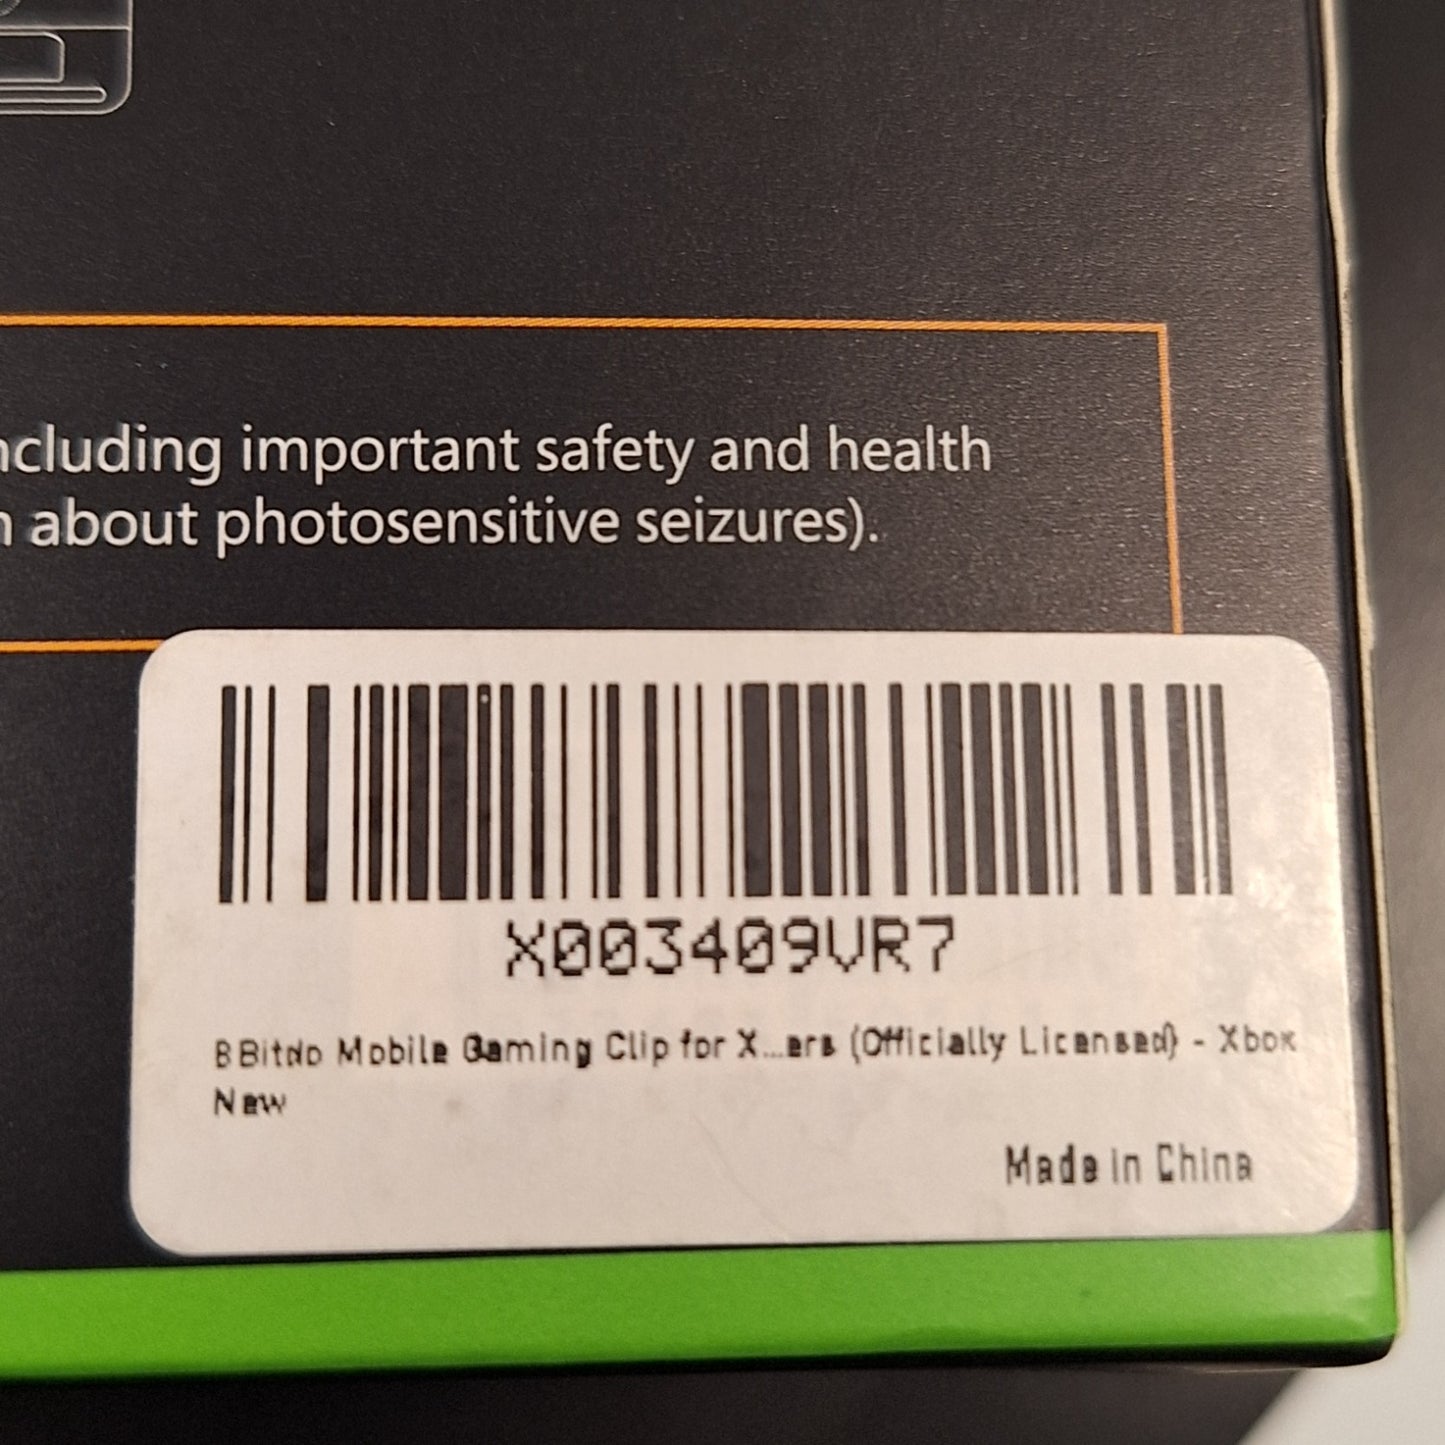 ncluding important safety and health
n about photosensitive seizures).
X003409VR7
8Bitdo Mobile Gaming Clip for X...ers (Officially Licensed) - Xbox
New
Made in China